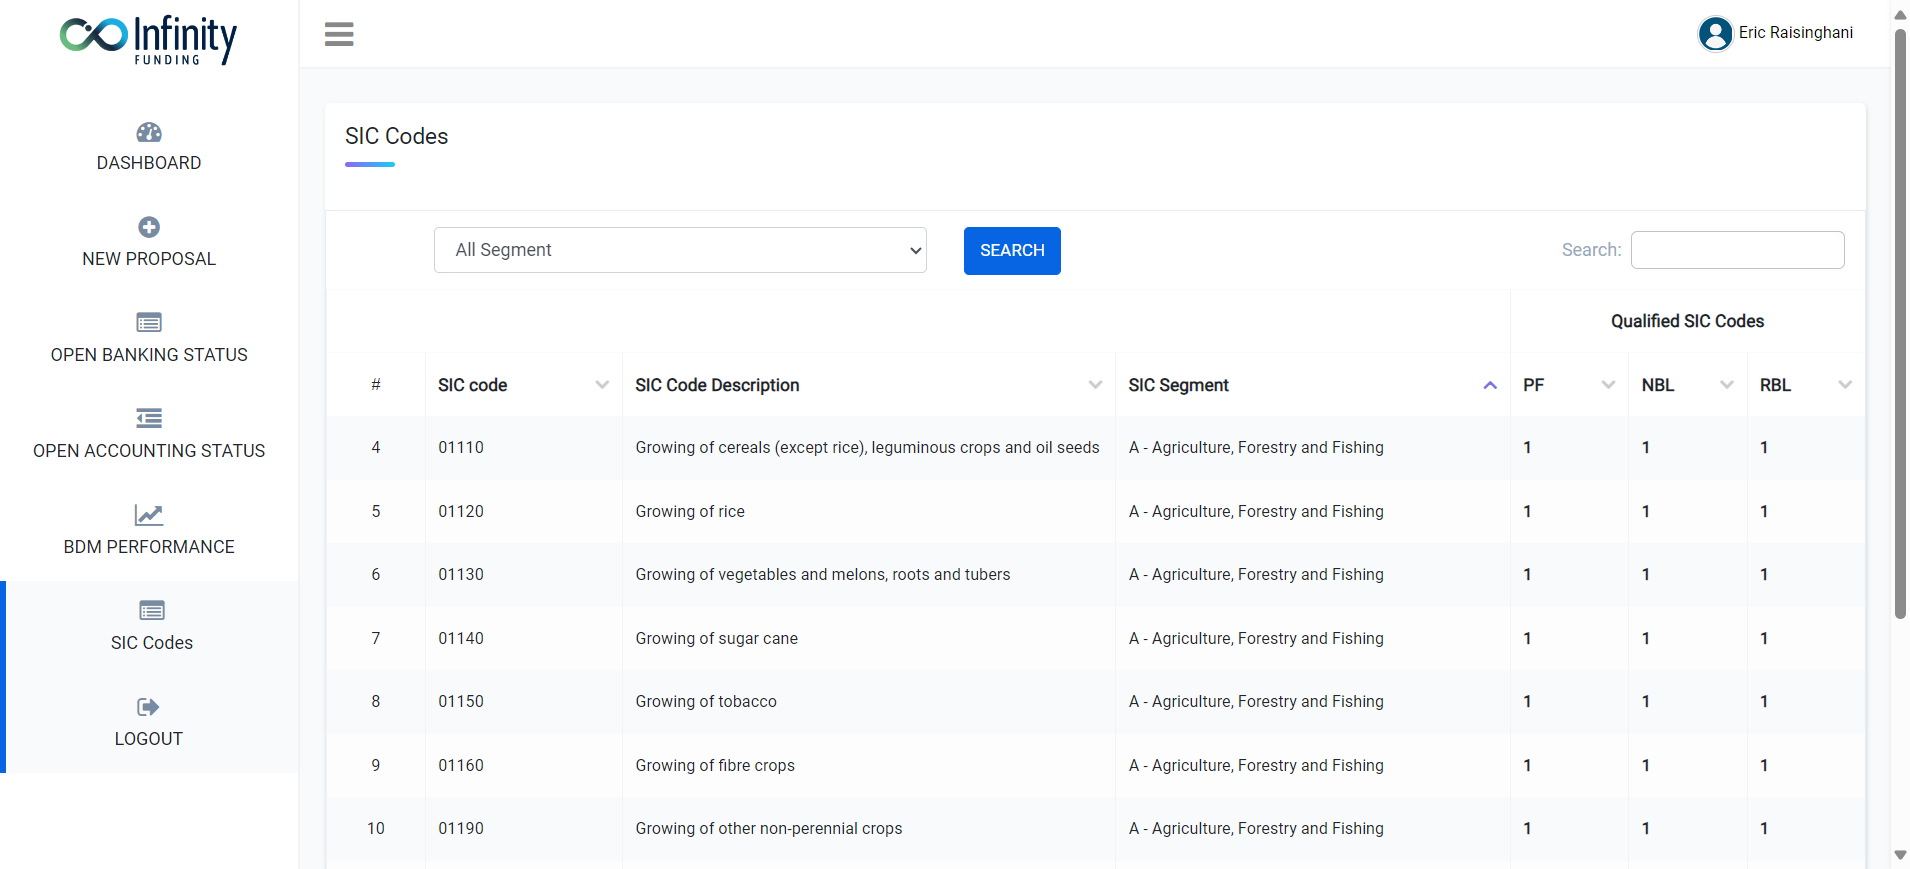 Infinity
FUNDING
Eric Raisinghani
DASHBOARD
NEW PROPOSAL
OPEN BANKING STATUS
OPEN ACCOUNTING STATUS
BDM PERFORMANCE
SIC Codes
LOGOUT
SIC Codes
All Segment SEARCH Search:
Qualified SIC Codes
# SIC code SIC Code Description SIC Segment PF NBL RBL
4 01110 Growing of cereals (except rice), leguminous crops and oil seeds A - Agriculture, Forestry and Fishing 1 1 1
5 01120 Growing of rice A - Agriculture, Forestry and Fishing 1 1 1
6 01130 Growing of vegetables and melons, roots and tubers A - Agriculture, Forestry and Fishing 1 1 1
7 01140 Growing of sugar cane A - Agriculture, Forestry and Fishing 1 1 1
8 01150 Growing of tobacco A - Agriculture, Forestry and Fishing 1 1 1
9 01160 Growing of fibre crops A - Agriculture, Forestry and Fishing 1 1 1
10 01190 Growing of other non-perennial crops A - Agriculture, Forestry and Fishing 1 1 1